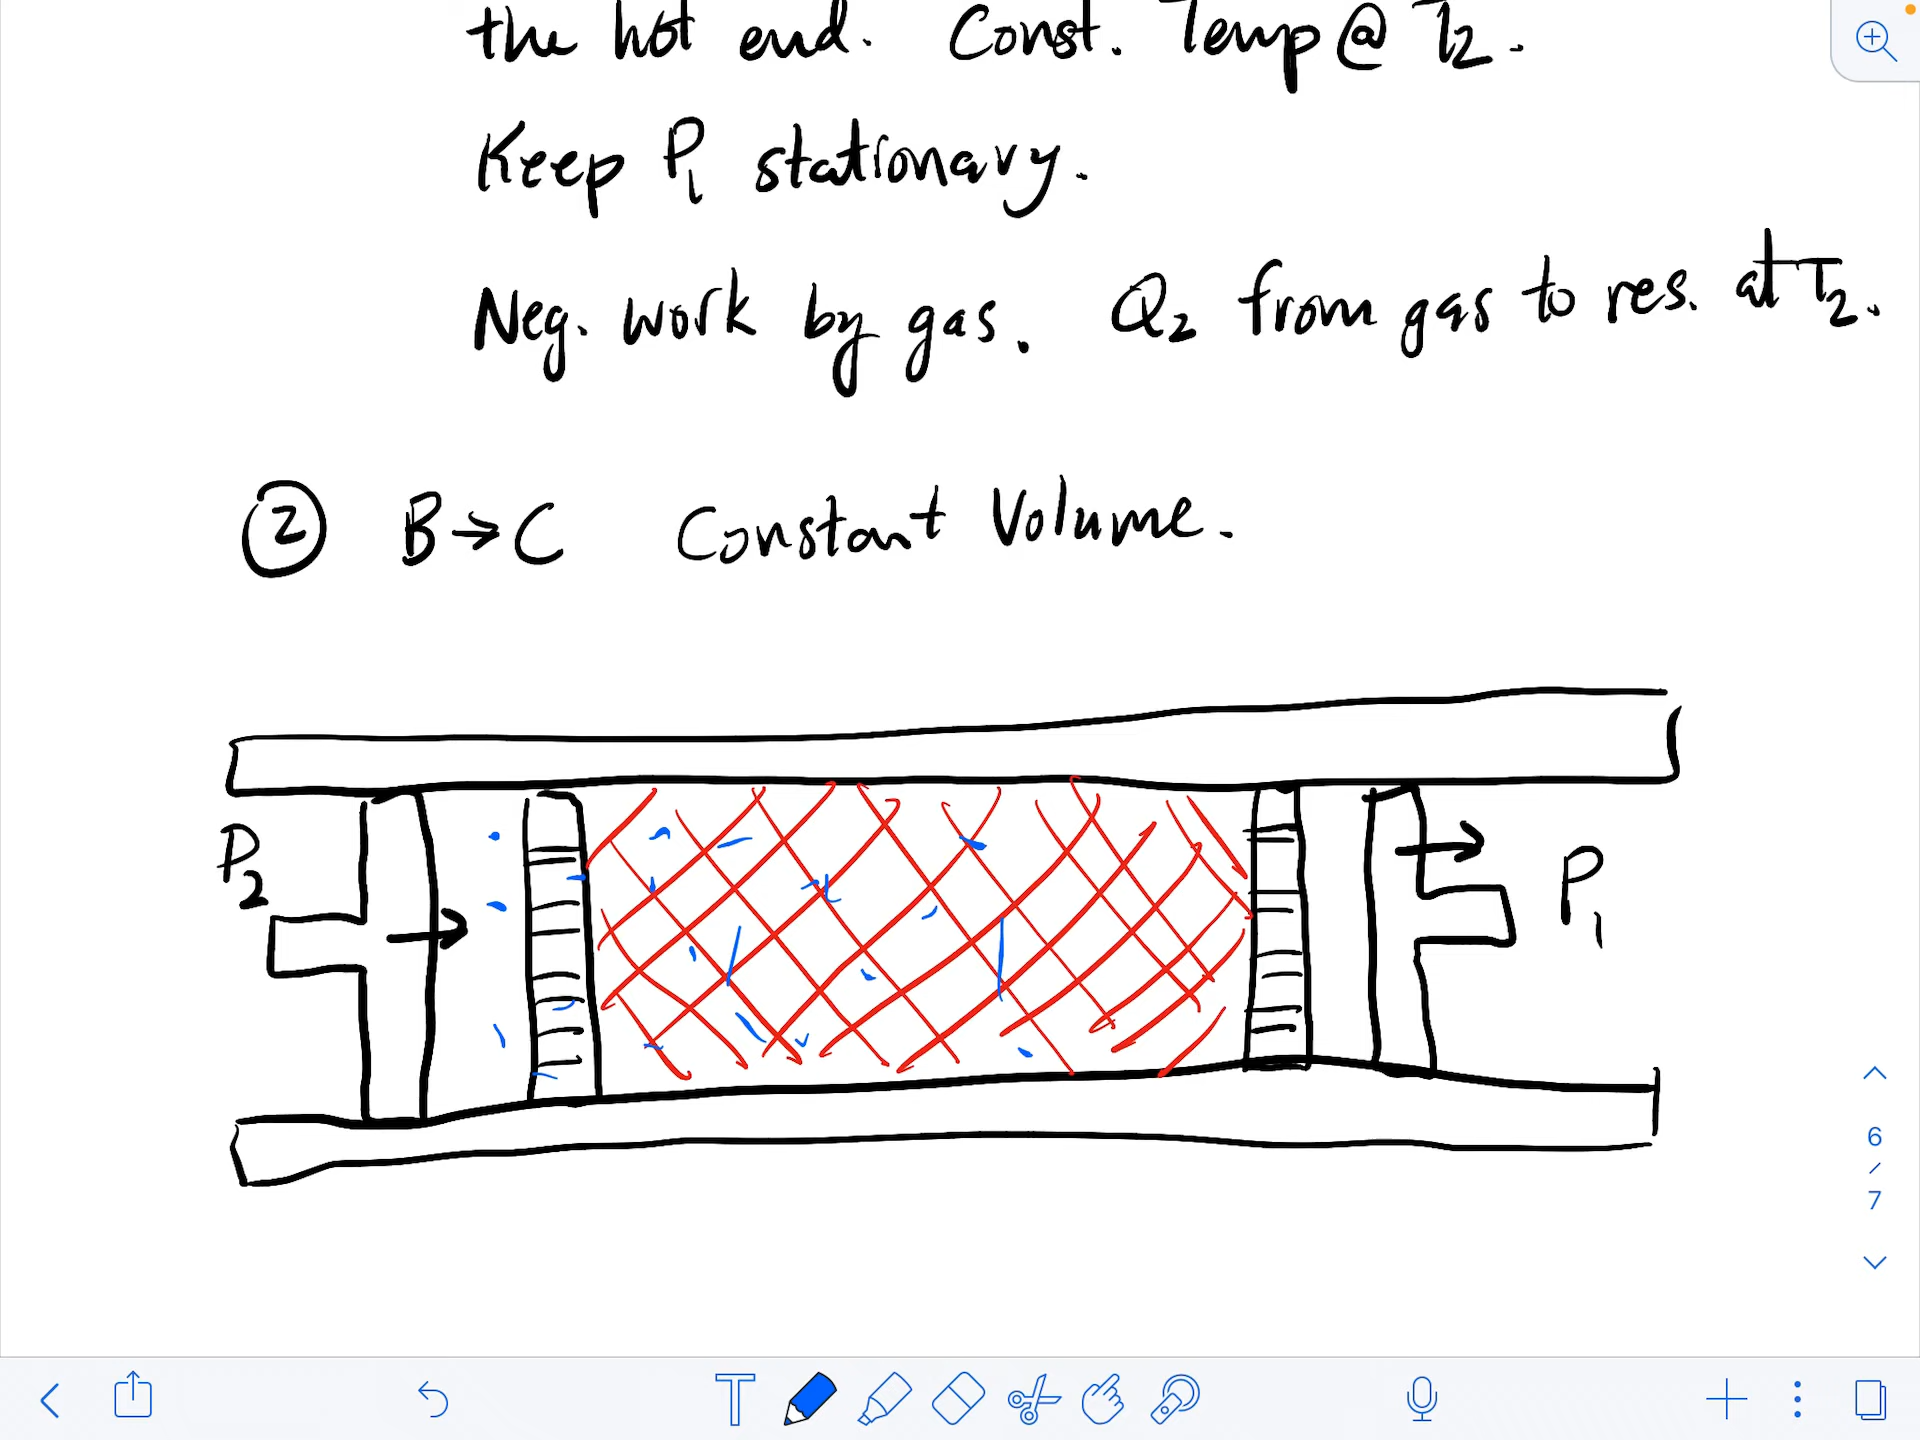 the hot end. Const. Temp @ T₂.
Keep P₁ stationary.
Neg. work by gas. Q₂ from gas to res. at T₂.
② B→C Constant Volume.
P₂
P₁
6
/
7
T